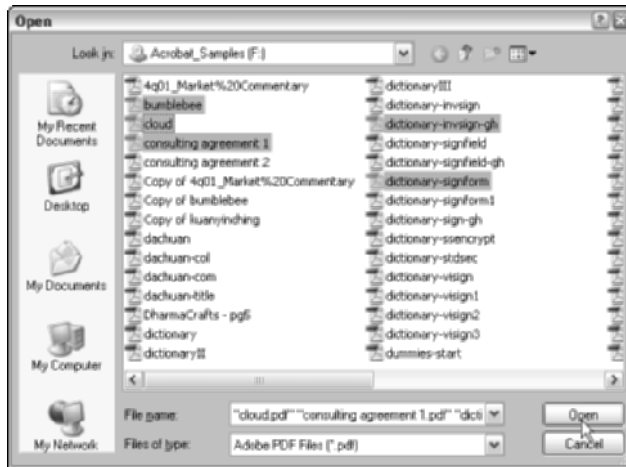 Open
Look in: Acrobat_Samples (F:)
My Recent
Documents
Desktop
My Documents
My Computer
My Network
4q01_Market%20Commentary
bumblebee
cloud
consulting agreement 1
consulting agreement 2
Copy of 4q01_Market%20Commentary
Copy of bumblebee
Copy of kuanyinching
dachuan
dachuan-col
dachuan-com
dachuan-title
DharmaCrafts - pg5
dictionary
dictionaryII
dictionaryIII
dictionary-invsign
dictionary-invsign-gh
dictionary-signfield
dictionary-signfield-gh
dictionary-signform
dictionary-signform1
dictionary-sign-gh
dictionary-ssencrypt
dictionary-stdsec
dictionary-visign
dictionary-visign1
dictionary-visign2
dictionary-visign3
dummies-start
File name: "cloud.pdf" "consulting agreement 1.pdf" "dicti
Open
Files of type: Adobe PDF Files (*.pdf)
Cancel